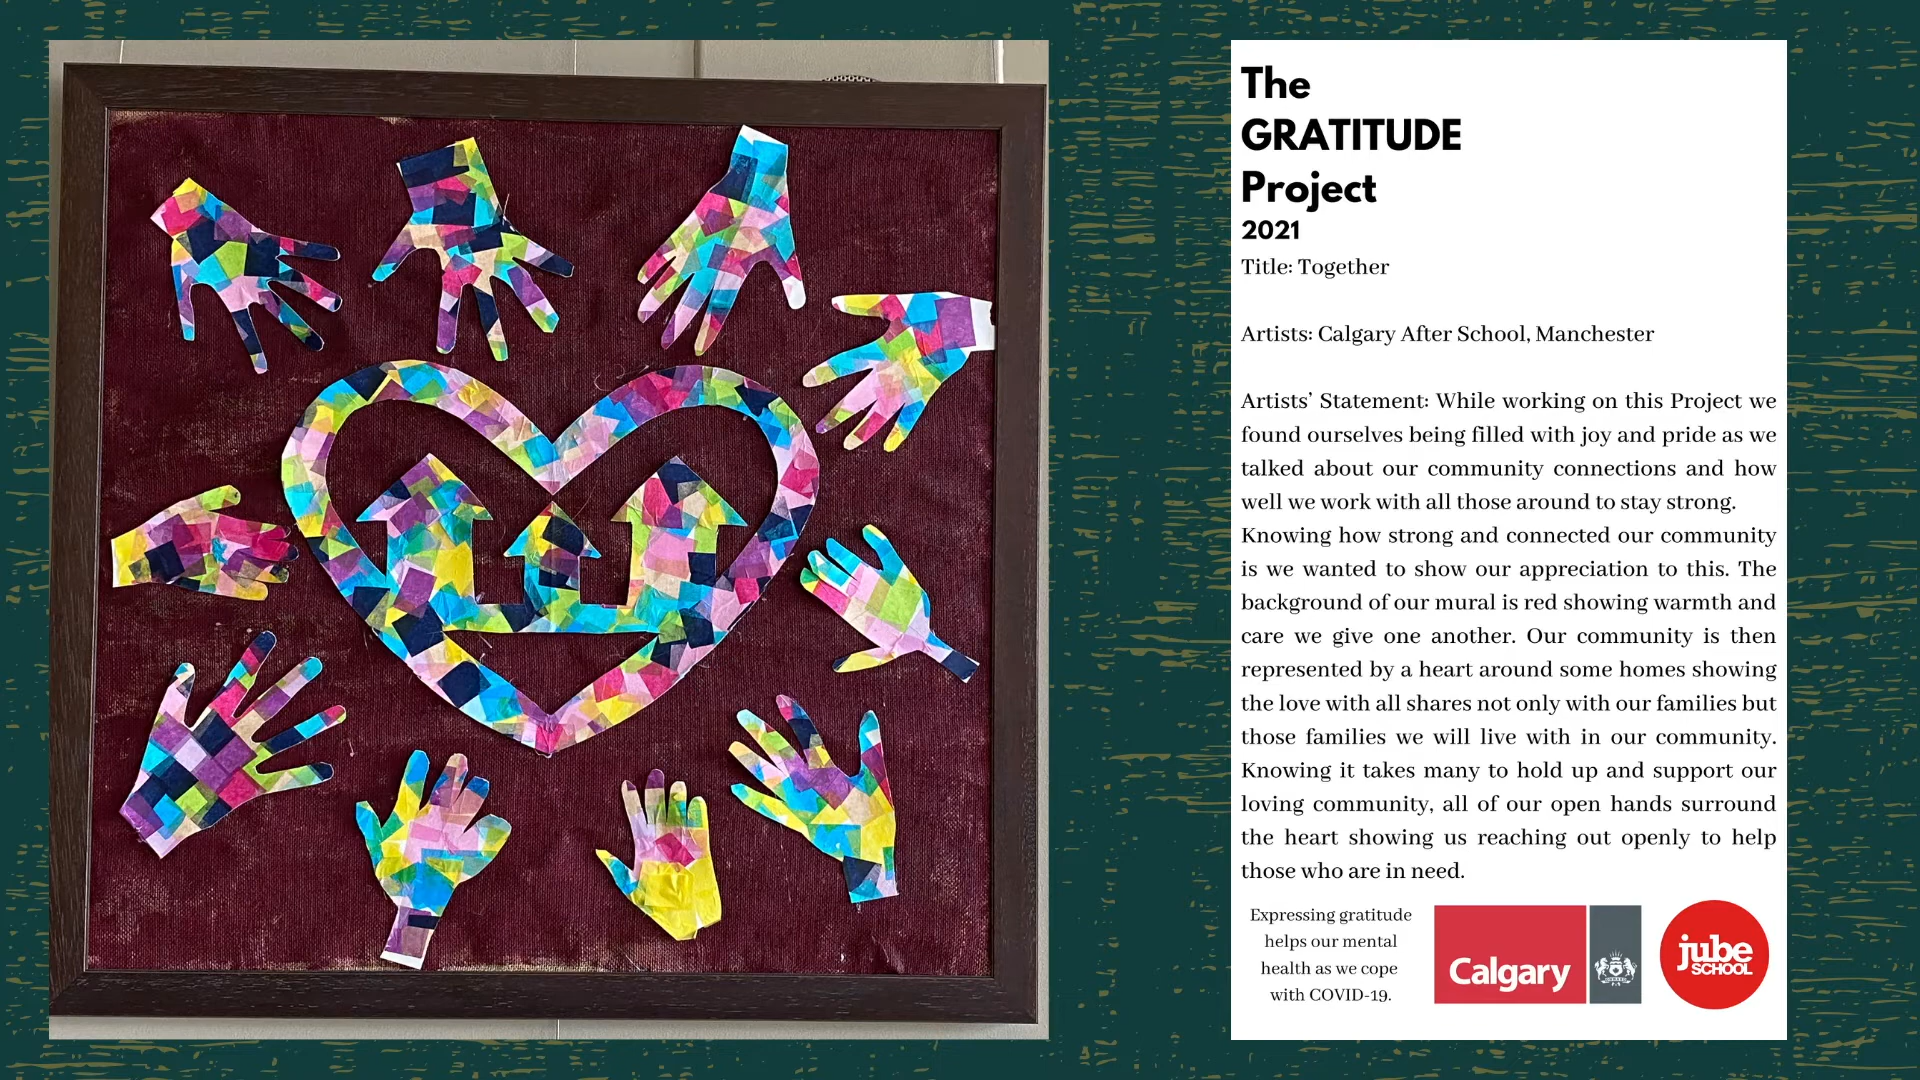 The
GRATITUDE
Project
2021
Title: Together
Artists: Calgary After School, Manchester
Artists’ Statement: While working on this Project we
found ourselves being filled with joy and pride as we
talked about our community connections and how
well we work with all those around to stay strong.
Knowing how strong and connected our community
is we wanted to show our appreciation to this. The
background of our mural is red showing warmth and
care we give one another. Our community is then
represented by a heart around some homes showing
the love with all shares not only with our families but
those families we will live with in our community.
Knowing it takes many to hold up and support our
loving community, all of our open hands surround
the heart showing us reaching out openly to help
those who are in need.
Expressing gratitude
helps our mental
health as we cope
with COVID-19.
Calgary
jube
SCHOOL